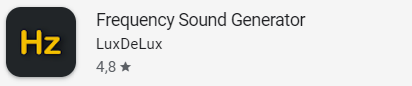 Hz
Frequency Sound Generator
LuxDeLux
4,8 ★